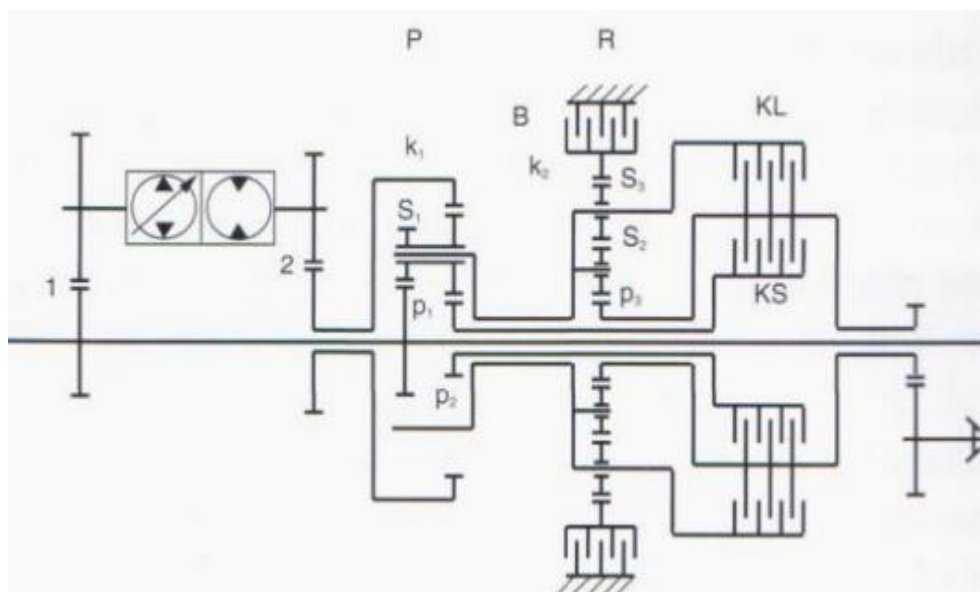 P R
B KL
k₁ k₂
S₁ S₃
S₂
1 2 p₁ p₃ KS
p₂